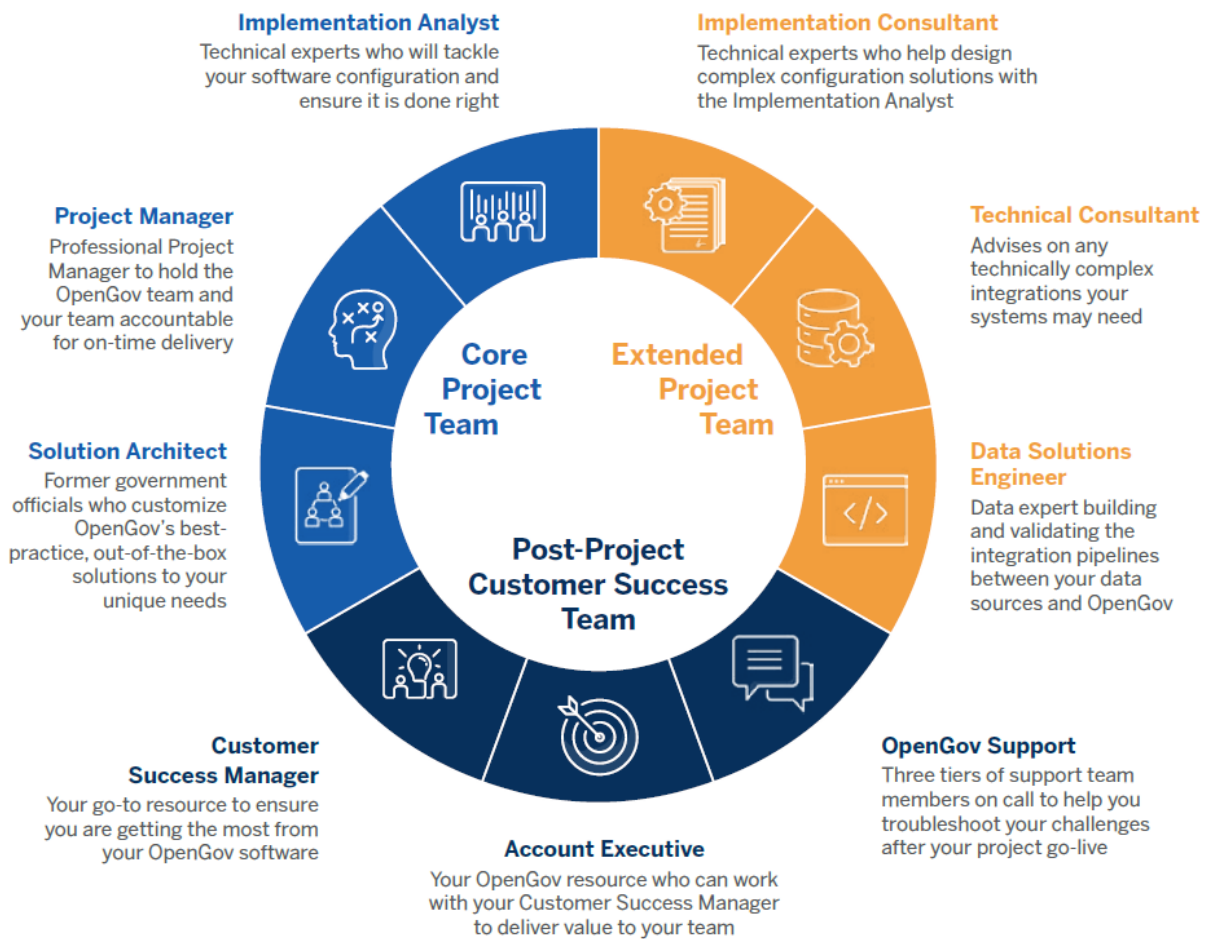 Implementation Analyst
Technical experts who will tackle
your software configuration and
ensure it is done right
Implementation Consultant
Technical experts who help design
complex configuration solutions with
the Implementation Analyst
Project Manager
Professional Project
Manager to hold the
OpenGov team and
your team accountable
for on-time delivery
Technical Consultant
Advises on any
technically complex
integrations your
systems may need
Core
Project
Team
Extended
Project
Team
Solution Architect
Former government
officials who customize
OpenGov's best-
practice, out-of-the-box
solutions to your
unique needs
Data Solutions
Engineer
Data expert building
and validating the
integration pipelines
between your data
sources and OpenGov
Post-Project
Customer Success
Team
Customer
Success Manager
Your go-to resource to ensure
you are getting the most from
your OpenGov software
Account Executive
Your OpenGov resource who can work
with your Customer Success Manager
to deliver value to your team
OpenGov Support
Three tiers of support team
members on call to help you
troubleshoot your challenges
after your project go-live